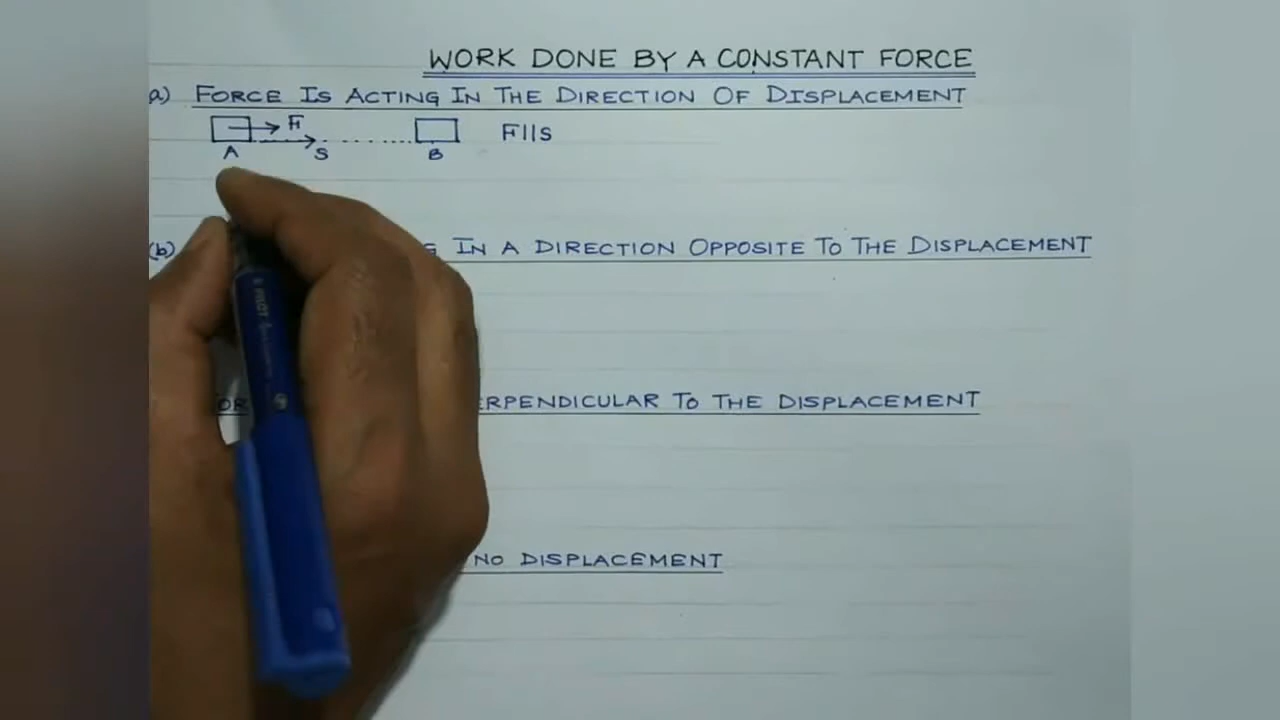 WORK DONE BY A CONSTANT FORCE
a) FORCE IS ACTING IN THE DIRECTION OF DISPLACEMENT
F F||S
A S B
(b) IN A DIRECTION OPPOSITE TO THE DISPLACEMENT
TO THE DISPLACEMENT
NO DISPLACEMENT
PILOT